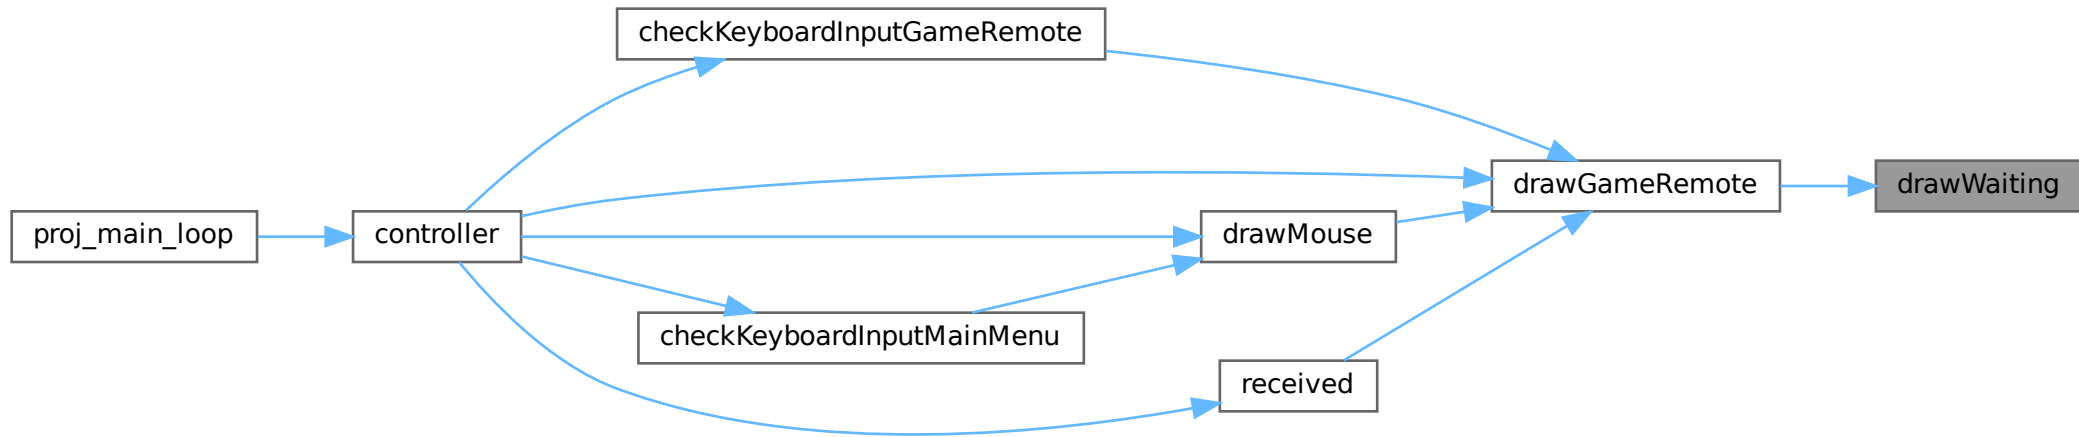 checkKeyboardInputGameRemote
drawGameRemote
drawWaiting
proj_main_loop
controller
drawMouse
checkKeyboardInputMainMenu
received